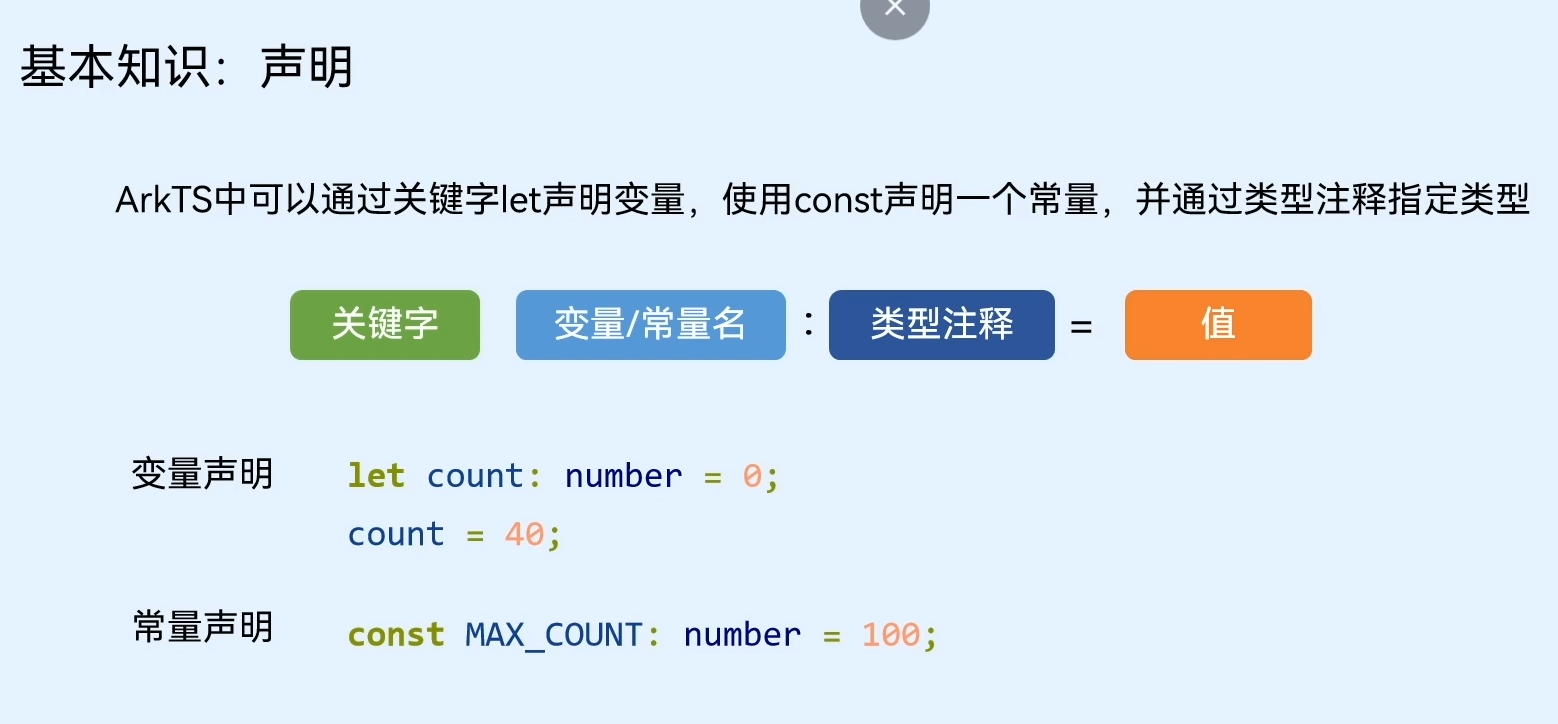 基本知识：声明
ArkTS中可以通过关键字let声明变量，使用const声明一个常量，并通过类型注释指定类型
关键字 变量/常量名 : 类型注释 = 值
变量声明 let count: number = 0;
count = 40;
常量声明 const MAX_COUNT: number = 100;